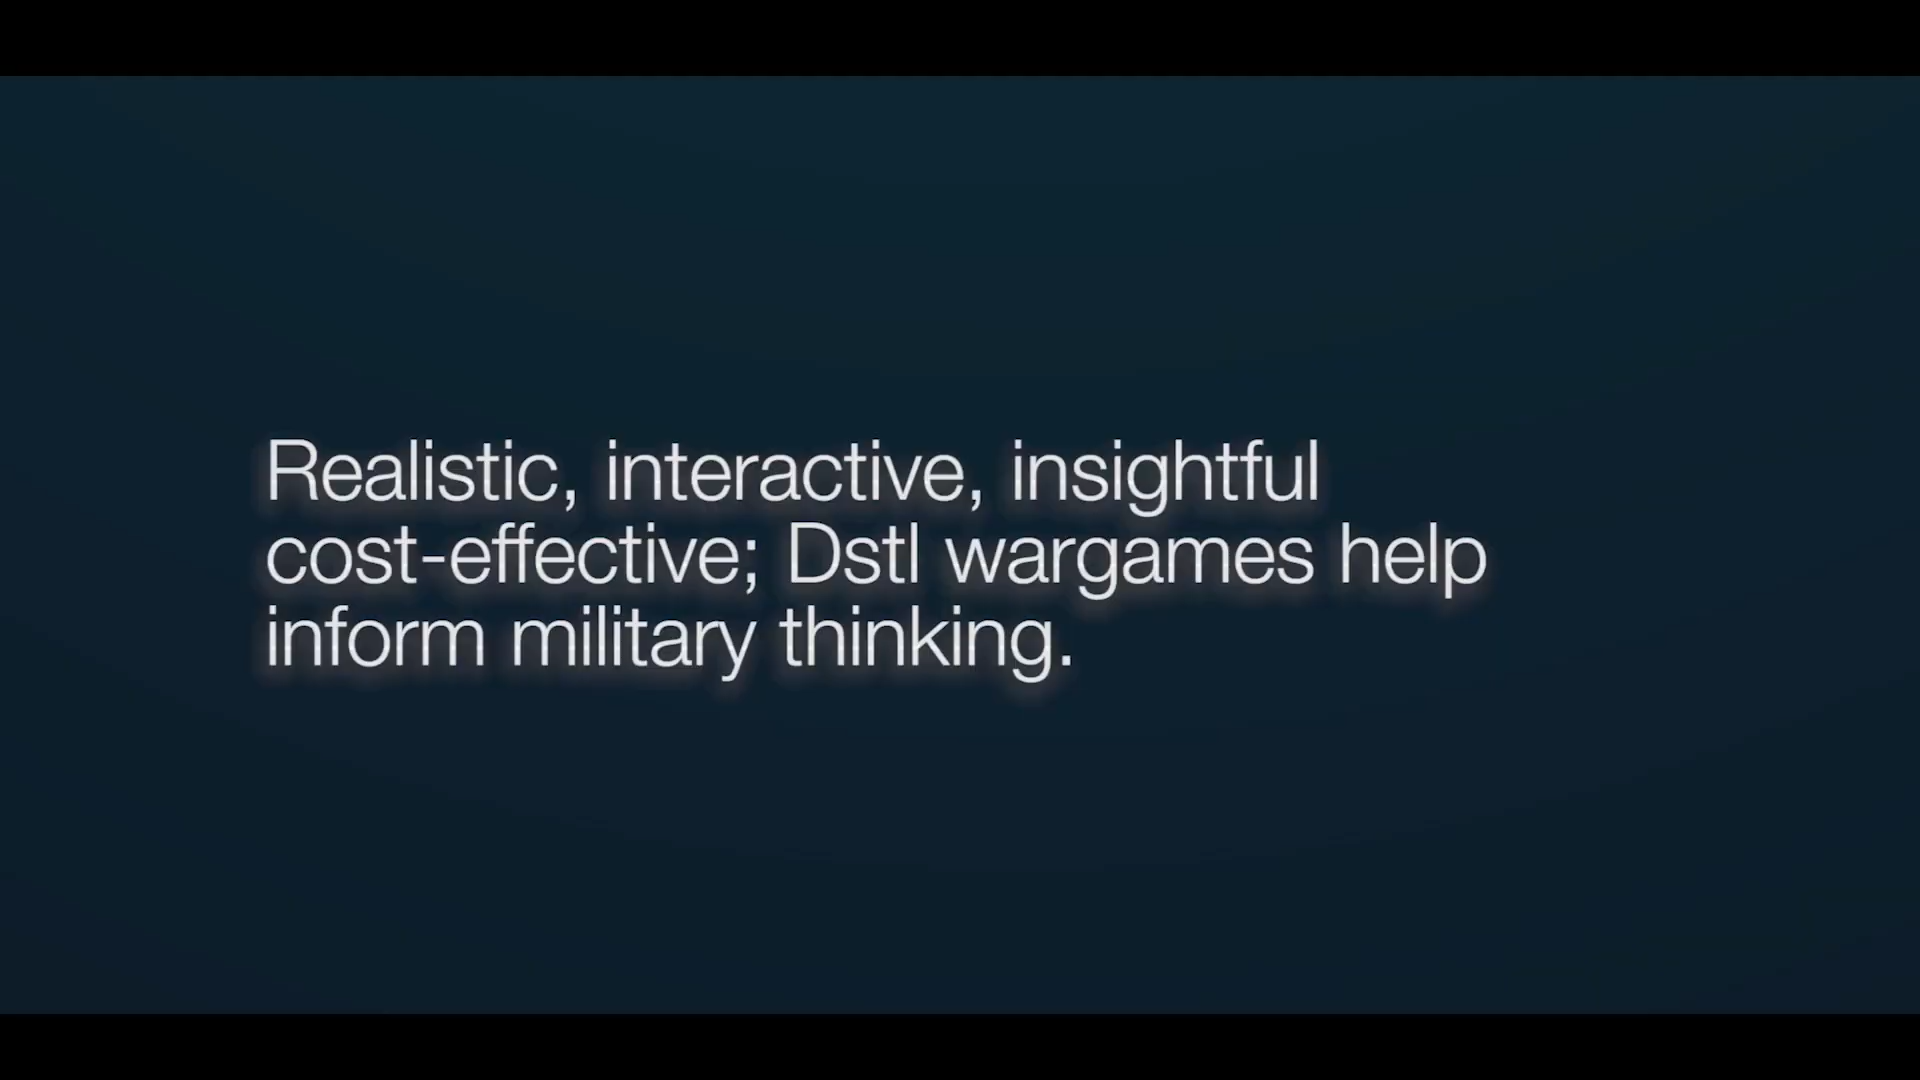 Realistic, interactive, insightful
cost-effective; Dstl wargames help
inform military thinking.